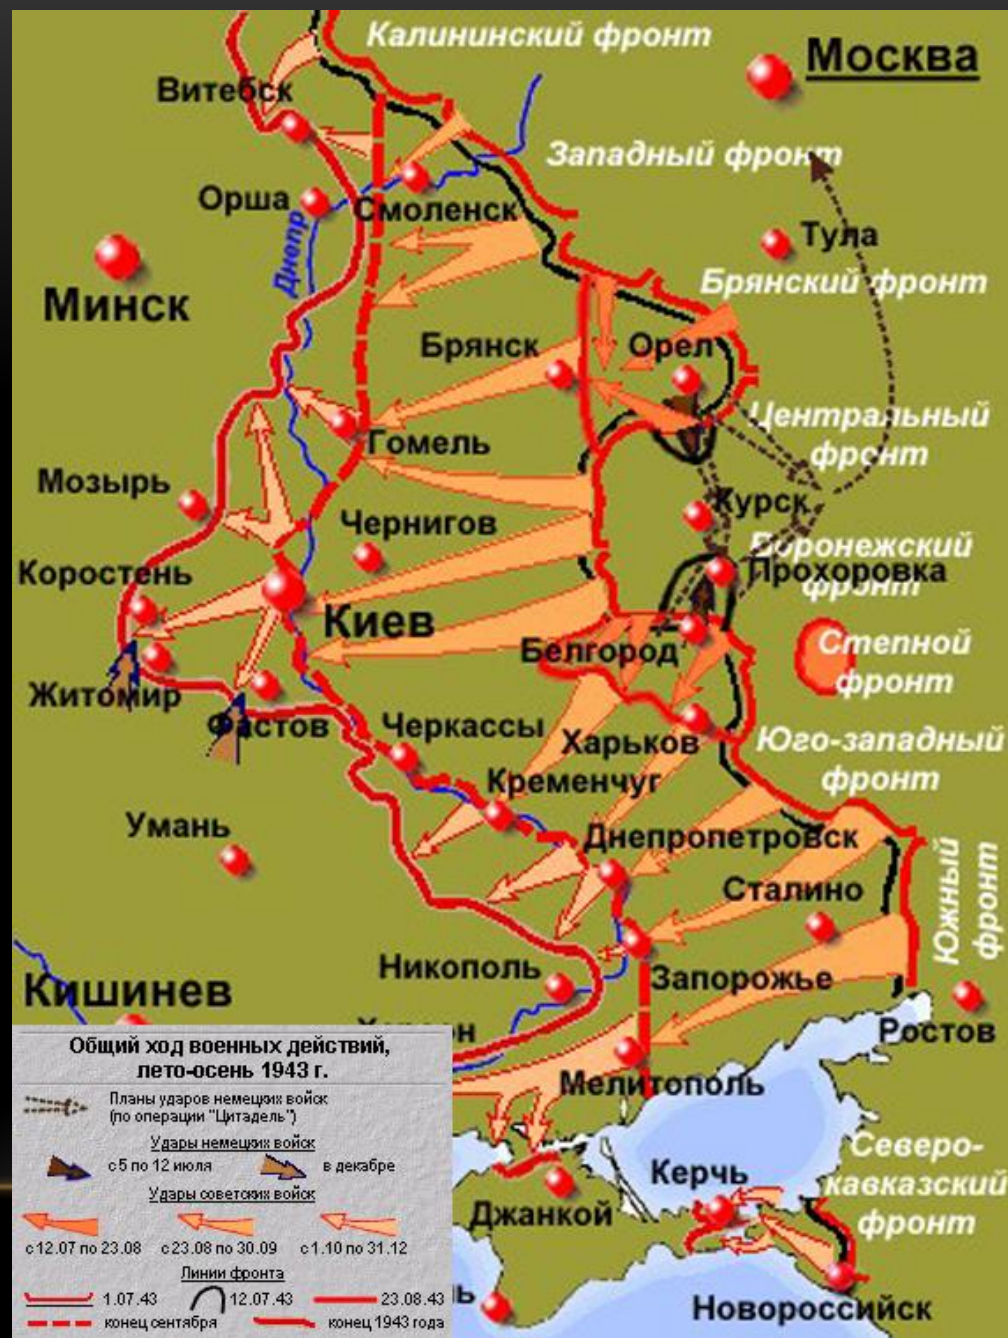 Калининский фронт
Москва
Витебск
Западный фронт
Орша
Смоленск
Днепр
Тула
Минск
Брянский фронт
Брянск
Орел
Центральный
фронт
Гомель
Мозырь
Курск
Чернигов
Воронежский
фронт
Прохоровка
Коростень
Киев
Белгород
Степной
фронт
Житомир
Фастов
Черкассы
Харьков
Юго-западный
фронт
Кременчуг
Умань
Днепропетровск
Сталино
Южный
фронт
Никополь
Запорожье
Кишинев
Ростов
Мелитополь
Северо-
кавказский
фронт
Керчь
Джанкой
Новороссийск
Общий ход военных действий,
лето-осень 1943 г.
Планы ударов немецких войск
(по операции "Цитадель")
Удары немецких войск
с 5 по 12 июля
в декабре
Удары советских войск
с 12.07 по 23.08
с 23.08 по 30.09
с 1.10 по 31.12
Линии фронта
1.07.43
12.07.43
23.08.43
конец сентября
конец 1943 года